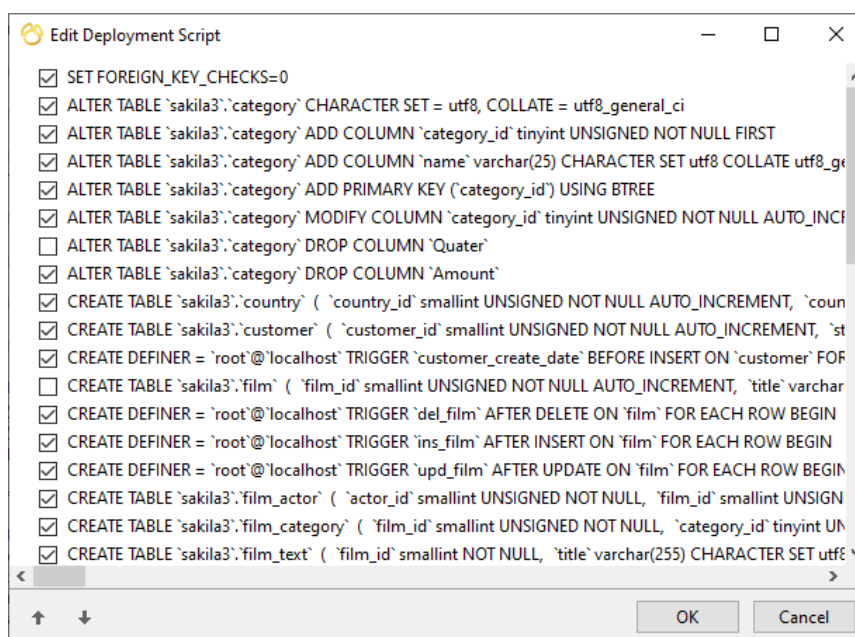 Edit Deployment Script
SET FOREIGN_KEY_CHECKS=0
ALTER TABLE `sakila3`.`category` CHARACTER SET = utf8, COLLATE = utf8_general_ci
ALTER TABLE `sakila3`.`category` ADD COLUMN `category_id` tinyint UNSIGNED NOT NULL FIRST
ALTER TABLE `sakila3`.`category` ADD COLUMN `name` varchar(25) CHARACTER SET utf8 COLLATE utf8_ge
ALTER TABLE `sakila3`.`category` ADD PRIMARY KEY (`category_id`) USING BTREE
ALTER TABLE `sakila3`.`category` MODIFY COLUMN `category_id` tinyint UNSIGNED NOT NULL AUTO_INCR
ALTER TABLE `sakila3`.`category` DROP COLUMN `Quater`
ALTER TABLE `sakila3`.`category` DROP COLUMN `Amount`
CREATE TABLE `sakila3`.`country` ( `country_id` smallint UNSIGNED NOT NULL AUTO_INCREMENT, `coun
CREATE TABLE `sakila3`.`customer` ( `customer_id` smallint UNSIGNED NOT NULL AUTO_INCREMENT, `st
CREATE DEFINER = `root`@`localhost` TRIGGER `customer_create_date` BEFORE INSERT ON `customer` FOR
CREATE TABLE `sakila3`.`film` ( `film_id` smallint UNSIGNED NOT NULL AUTO_INCREMENT, `title` varchar
CREATE DEFINER = `root`@`localhost` TRIGGER `del_film` AFTER DELETE ON `film` FOR EACH ROW BEGIN
CREATE DEFINER = `root`@`localhost` TRIGGER `ins_film` AFTER INSERT ON `film` FOR EACH ROW BEGIN
CREATE DEFINER = `root`@`localhost` TRIGGER `upd_film` AFTER UPDATE ON `film` FOR EACH ROW BEGIN
CREATE TABLE `sakila3`.`film_actor` ( `actor_id` smallint UNSIGNED NOT NULL, `film_id` smallint UNSIGN
CREATE TABLE `sakila3`.`film_category` ( `film_id` smallint UNSIGNED NOT NULL, `category_id` tinyint UN
CREATE TABLE `sakila3`.`film_text` ( `film_id` smallint NOT NULL, `title` varchar(255) CHARACTER SET utf8
OK Cancel